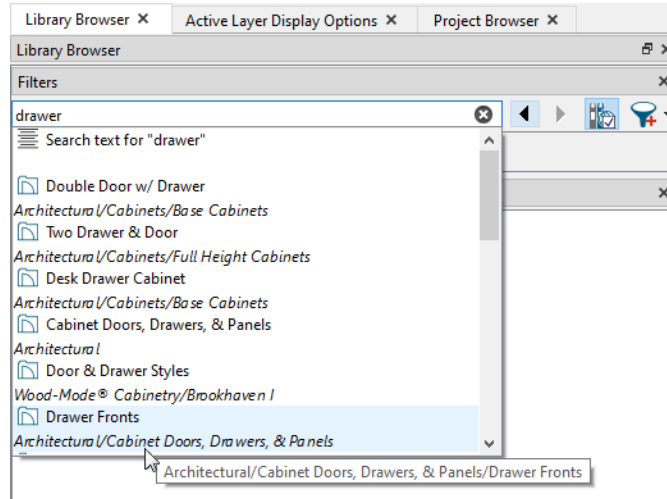 Library Browser
Active Layer Display Options
Project Browser
Library Browser
Filters
drawer
Search text for "drawer"
Double Door w/ Drawer
Architectural/Cabinets/Base Cabinets
Two Drawer & Door
Architectural/Cabinets/Full Height Cabinets
Desk Drawer Cabinet
Architectural/Cabinets/Base Cabinets
Cabinet Doors, Drawers, & Panels
Architectural
Door & Drawer Styles
Wood-Mode® Cabinetry/Brookhaven I
Drawer Fronts
Architectural/Cabinet Doors, Drawers, & Panels
Architectural/Cabinet Doors, Drawers, & Panels/Drawer Fronts